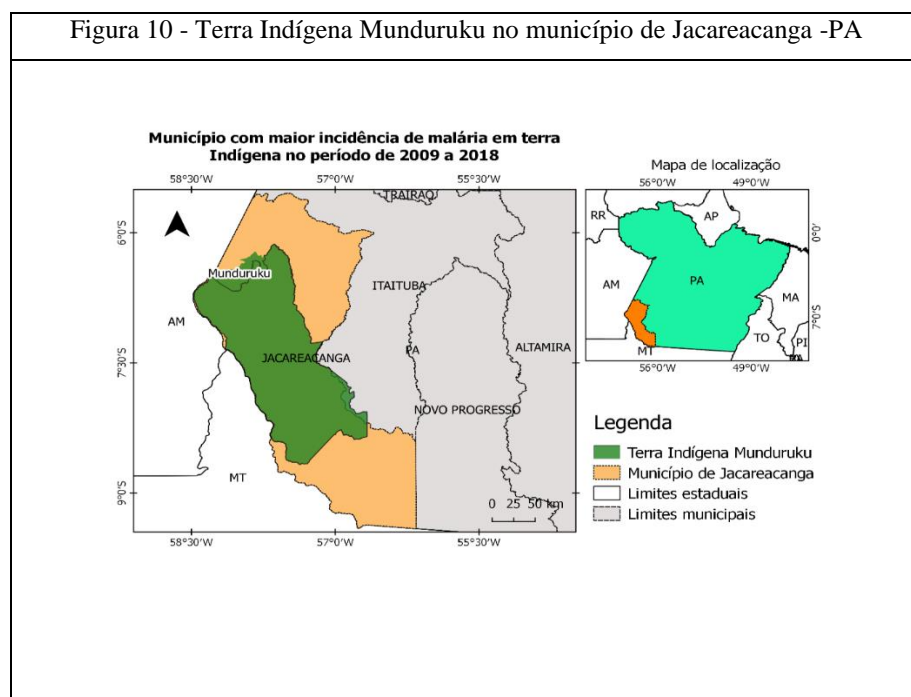 Figura 10 - Terra Indígena Munduruku no município de Jacareacanga -PA
Município com maior incidência de malária em terra
Indígena no período de 2009 a 2018
58°30'W 57°0'W 55°30'W
6°0'S
7°30'S
9°0'S
TRAIRÃO
Munduruku
ITAITUBA
AM
JACAREACANGA
PA
ALTAMIRA
NOVO PROGRESSO
MT
0 25 50 km
58°30'W 57°0'W 55°30'W
Mapa de localização
56°0'W 49°0'W
RR
AP
0°0'
AM
PA
MA
7°0'S
TO
PI
MT
56°0'W 49°0'W
Legenda
Terra Indígena Munduruku
Município de Jacareacanga
Limites estaduais
Limites municipais